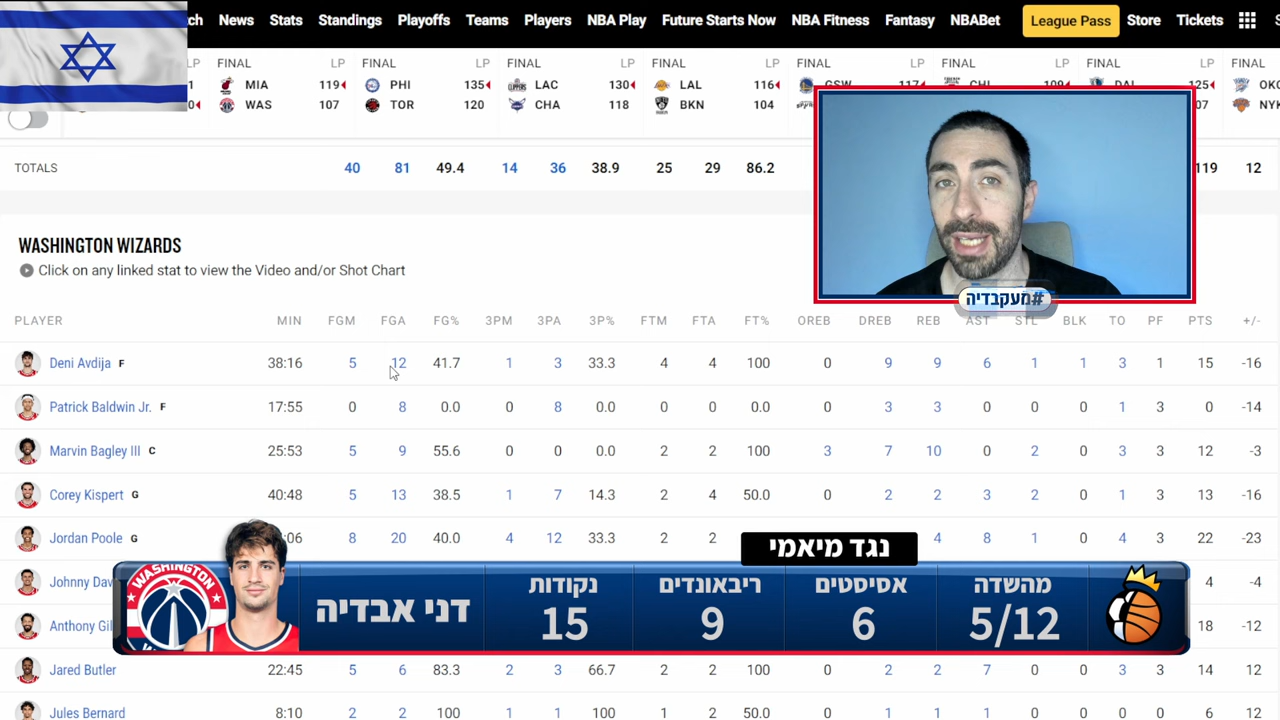 News Stats Standings Playoffs Teams Players NBA Play Future Starts Now NBA Fitness Fantasy NBABet League Pass Store Tickets
LP FINAL LP FINAL LP FINAL LP FINAL LP FINAL LP FINAL LP FINAL LP FINAL
MIA 119 PHI 135 LAC 130 LAL 116 GSW 117 CHI 109 DAL 125
WAS 107 TOR 120 CHA 118 BKN 104
TOTALS 40 81 49.4 14 36 38.9 25 29 86.2 119 12
WASHINGTON WIZARDS
Click on any linked stat to view the Video and/or Shot Chart
#מעקבדיה
PLAYER MIN FGM FGA FG% 3PM 3PA 3P% FTM FTA FT% OREB DREB REB AST STL BLK TO PF PTS +/-
Deni Avdija F 38:16 5 12 41.7 1 3 33.3 4 4 100 0 9 9 6 1 1 3 1 15 -16
Patrick Baldwin Jr. F 17:55 0 8 0.0 0 8 0.0 0 0 0.0 0 3 3 0 0 0 1 3 0 -14
Marvin Bagley III C 25:53 5 9 55.6 0 0 0.0 2 2 100 3 7 10 0 2 0 3 3 12 -3
Corey Kispert G 40:48 5 13 38.5 1 7 14.3 2 4 50.0 0 2 2 3 2 0 1 3 13 -16
Jordan Poole G :06 8 20 40.0 4 12 33.3 2 2 4 8 1 0 4 3 22 -23
נגד מיאמי
Johnny Dav 4 -4
Anthony Gil 18 -12
דני אבדיה
נקודות ריבאונדים אסיסטים מהשדה
15 9 6 5/12
WASHINGTON
Jared Butler 22:45 5 6 83.3 2 3 66.7 2 2 100 0 2 2 7 0 0 3 3 14 12
Jules Bernard 8:10 2 2 100 1 1 100 1 2 50.0 0 1 1 1 0 0 0 0 6 12